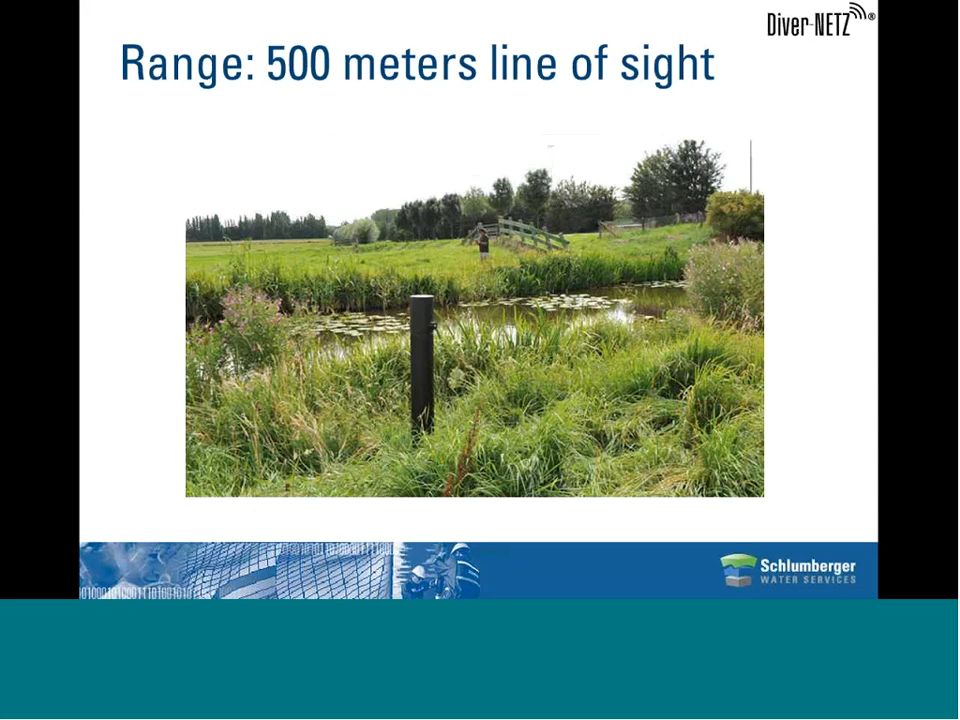 Diver-NETZ®
Range: 500 meters line of sight
Schlumberger
WATER SERVICES